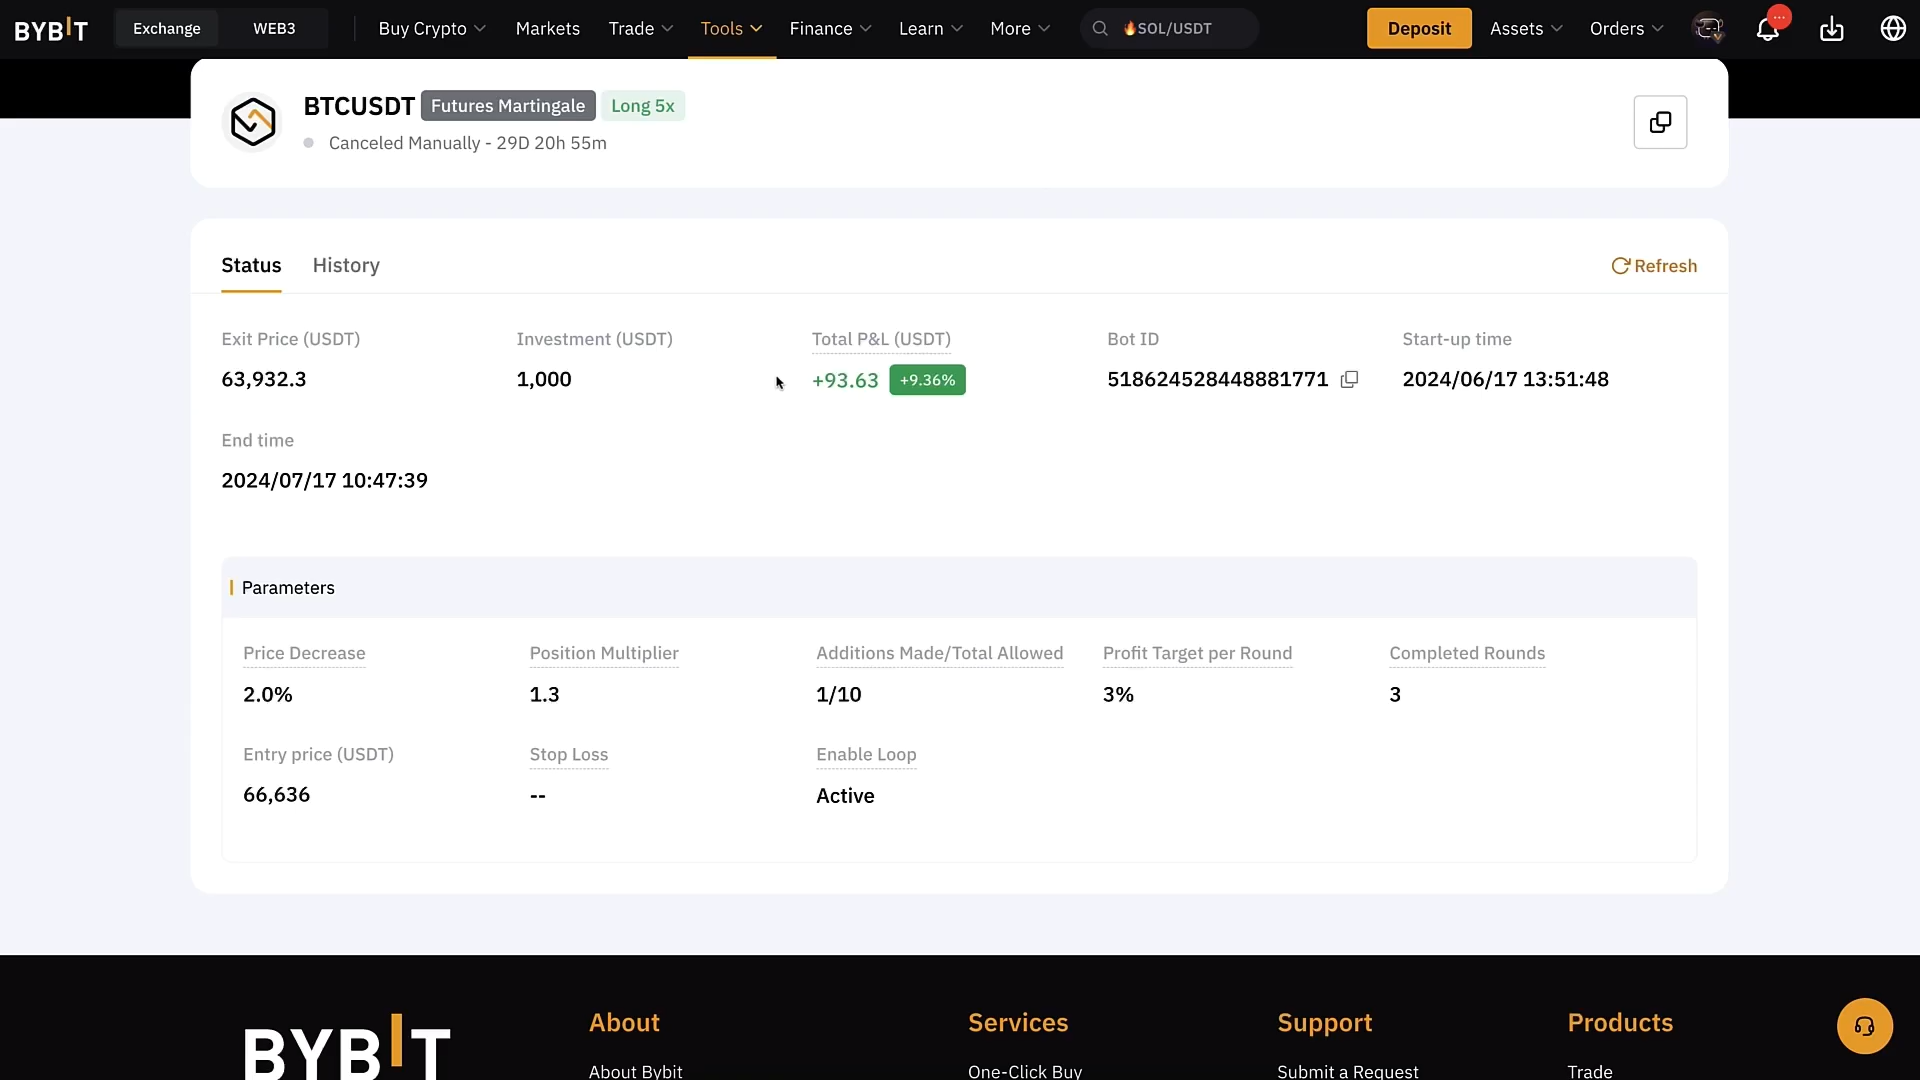 BYBIT Exchange WEB3 Buy Crypto Markets Trade Tools Finance Learn More SOL/USDT Deposit Assets Orders
BTCUSDT Futures Martingale Long 5x
Canceled Manually - 29D 20h 55m
Status History Refresh
Exit Price (USDT) Investment (USDT) Total P&L (USDT) Bot ID Start-up time
63,932.3 1,000 +93.63 +9.36% 518624528448881771 2024/06/17 13:51:48
End time
2024/07/17 10:47:39
Parameters
Price Decrease Position Multiplier Additions Made/Total Allowed Profit Target per Round Completed Rounds
2.0% 1.3 1/10 3% 3
Entry price (USDT) Stop Loss Enable Loop
66,636 -- Active
BYBIT About Services Support Products
About Bybit One-Click Buy Submit a Request Trade